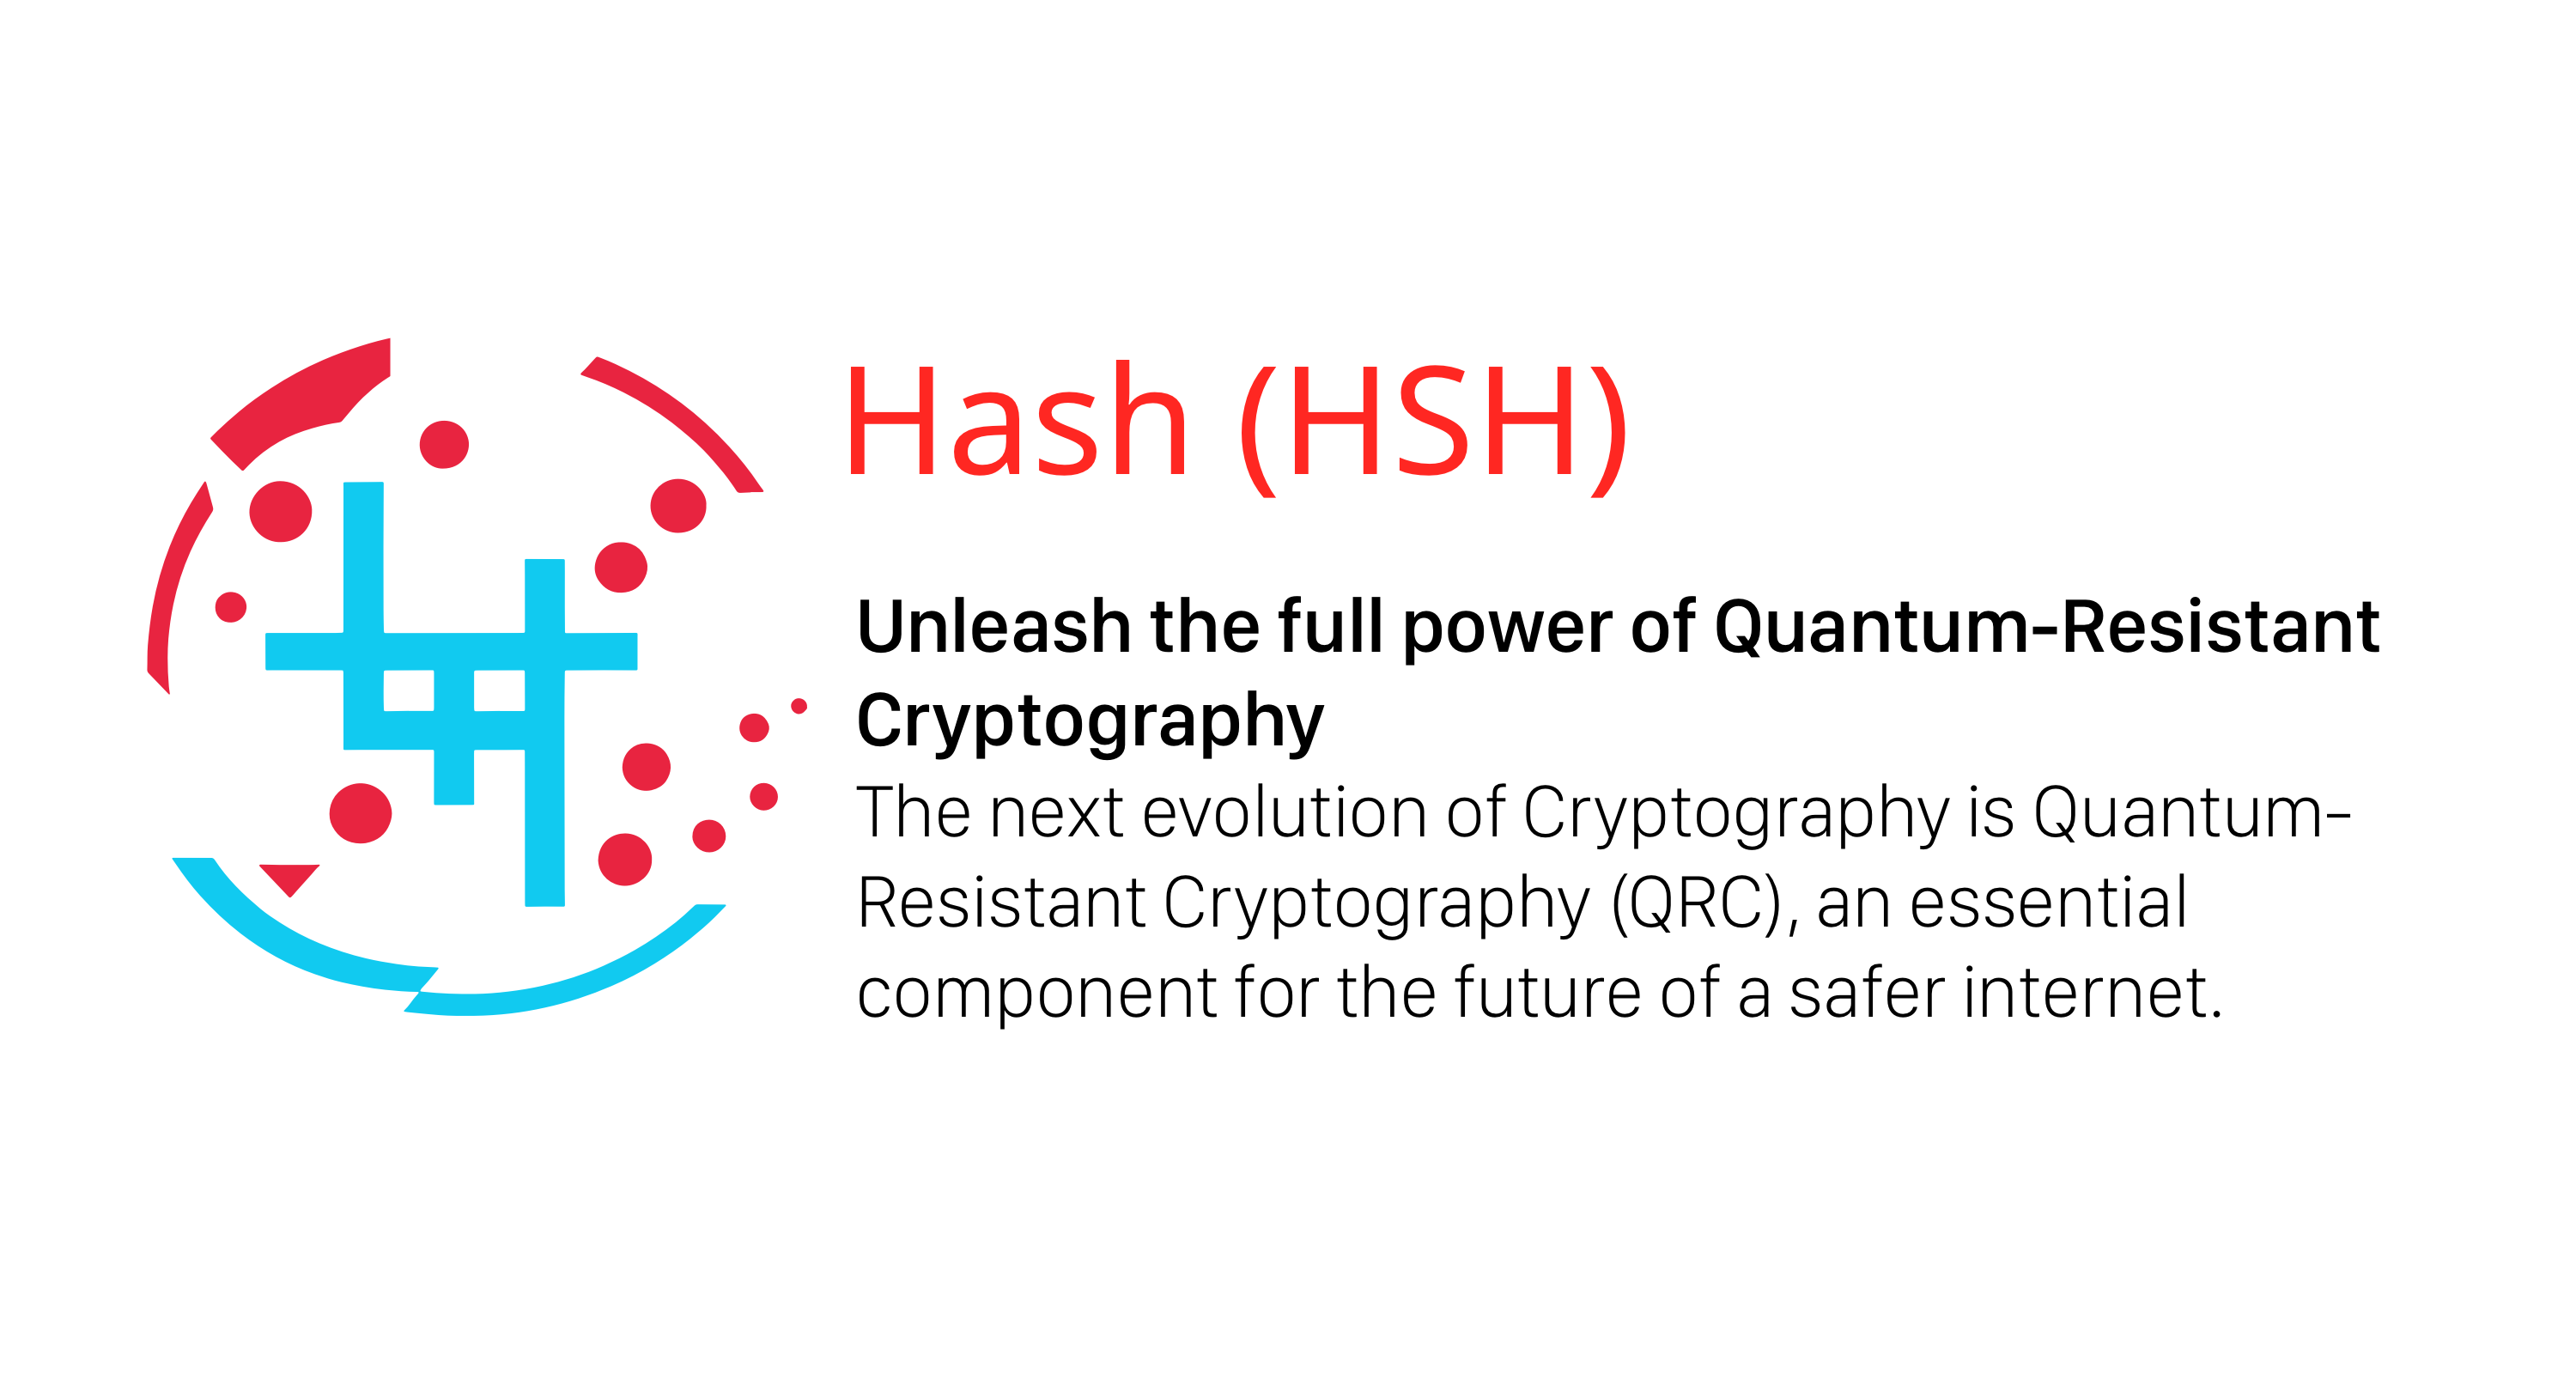 Hash (HSH)
Unleash the full power of Quantum-Resistant
Cryptography
The next evolution of Cryptography is Quantum-
Resistant Cryptography (QRC), an essential
component for the future of a safer internet.